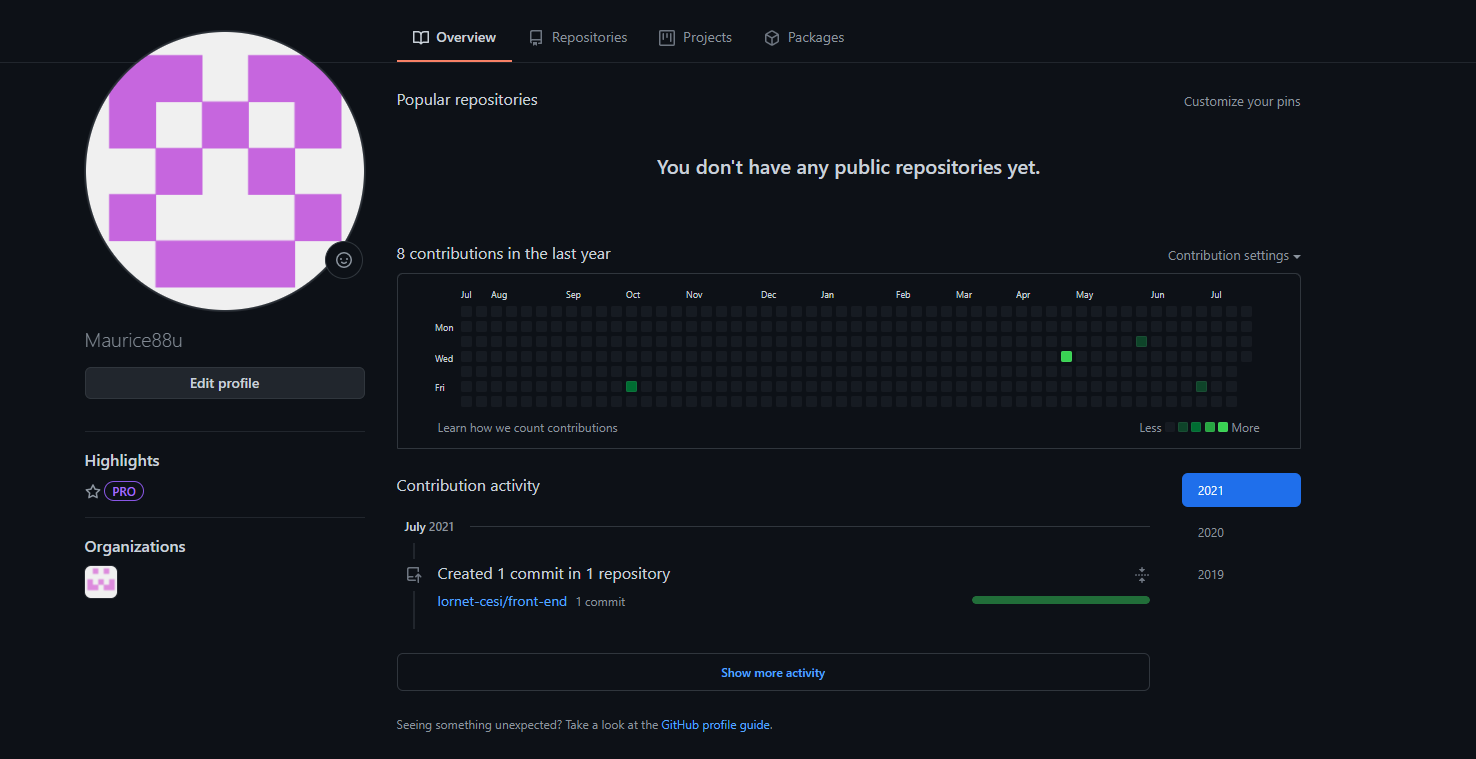 Overview Repositories Projects Packages
Popular repositories Customize your pins
You don't have any public repositories yet.
8 contributions in the last year Contribution settings
Jul Aug Sep Oct Nov Dec Jan Feb Mar Apr May Jun Jul
Mon
Wed
Fri
Learn how we count contributions Less More
Maurice88u
Edit profile
Highlights
PRO
Organizations
Contribution activity
2021
2020
2019
July 2021
Created 1 commit in 1 repository
lornet-cesi/front-end 1 commit
Show more activity
Seeing something unexpected? Take a look at the GitHub profile guide.